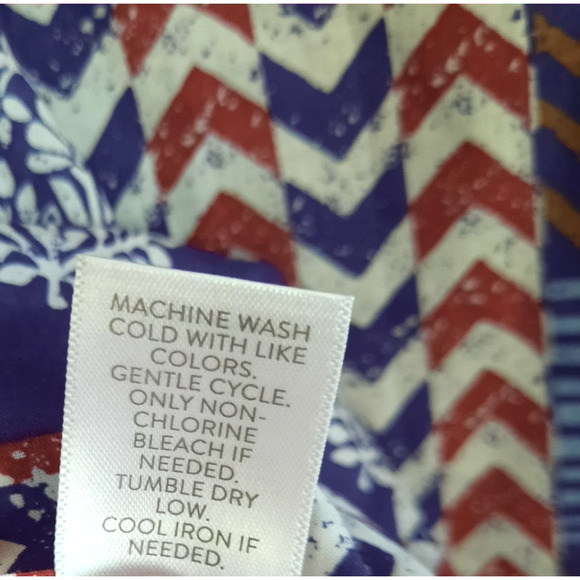 MACHINE WASH
COLD WITH LIKE
COLORS.
GENTLE CYCLE.
ONLY NON-
CHLORINE
BLEACH IF
NEEDED.
TUMBLE DRY
LOW.
COOL IRON IF
NEEDED.